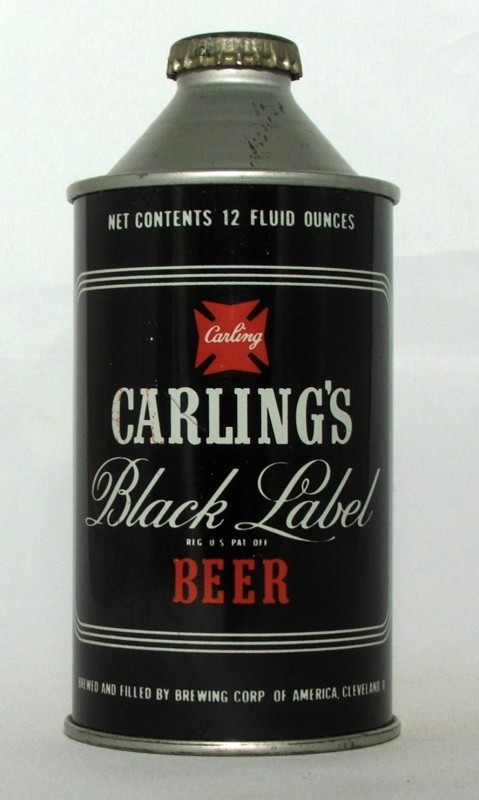 NET CONTENTS 12 FLUID OUNCES
Carling
CARLING'S
Black Label
REG U S PAT OFF
BEER
BREWED AND FILLED BY BREWING CORP OF AMERICA, CLEVELAND O